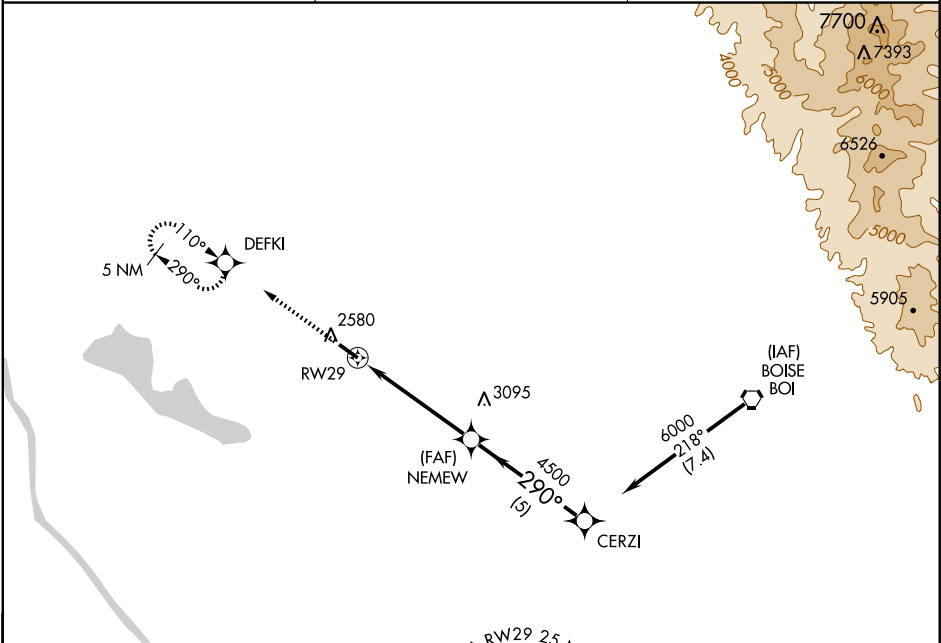 7700
7393
4000
5000
6000
6526
5000
5905
110°
DEFKI
5 NM
290°
2580
RW29
3095
(IAF)
BOISE
BOI
6000
218°
(7.4)
(FAF)
NEMEW
4500
290°
(5)
CERZI
RW29 25